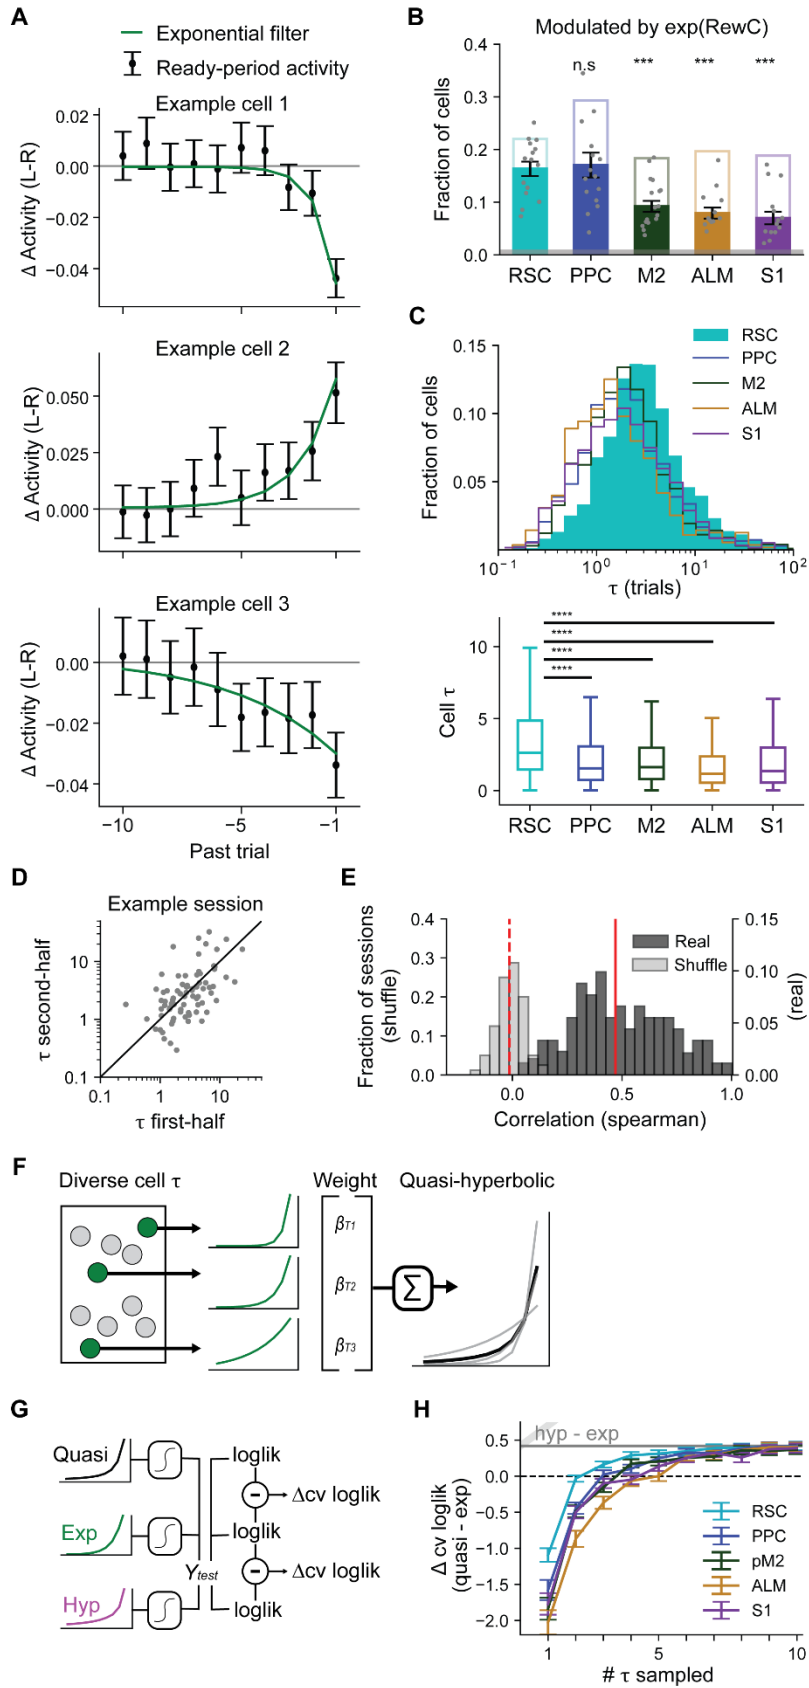 A
Exponential filter
Ready-period activity
Example cell 1
0.02
0.00
−0.02
−0.04
Δ Activity (L-R)
Example cell 2
0.050
0.025
0.000
Δ Activity (L-R)
Example cell 3
0.00
−0.02
−0.04
Δ Activity (L-R)
−10
−5
−1
Past trial
B
Modulated by exp(RewC)
0.4
0.3
0.2
0.1
0.0
Fraction of cells
n.s
***
***
***
RSC
PPC
M2
ALM
S1
C
RSC
PPC
M2
ALM
S1
0.15
0.10
0.05
Fraction of cells
10⁻¹
10⁰
10¹
10²
τ (trials)
****
****
****
****
10
5
0
Cell τ
RSC
PPC
M2
ALM
S1
D
Example session
10
1
0.1
τ second-half
0.1
1
10
τ first-half
E
0.4
0.3
0.2
0.1
0.0
Fraction of sessions
(shuffle)
Real
Shuffle
0.15
0.10
0.05
0.00
(real)
0.0
0.5
1.0
Correlation (spearman)
F
Diverse cell τ
Weight
Quasi-hyperbolic
βT1
βT2
βT3
Σ
G
Quasi
loglik
-
Δcv loglik
Exp
loglik
-
Δcv loglik
Ytest
Hyp
loglik
H
hyp - exp
0.5
0.0
−0.5
−1.0
−1.5
−2.0
Δ cv loglik
(quasi - exp)
RSC
PPC
pM2
ALM
S1
1
5
10
# τ sampled